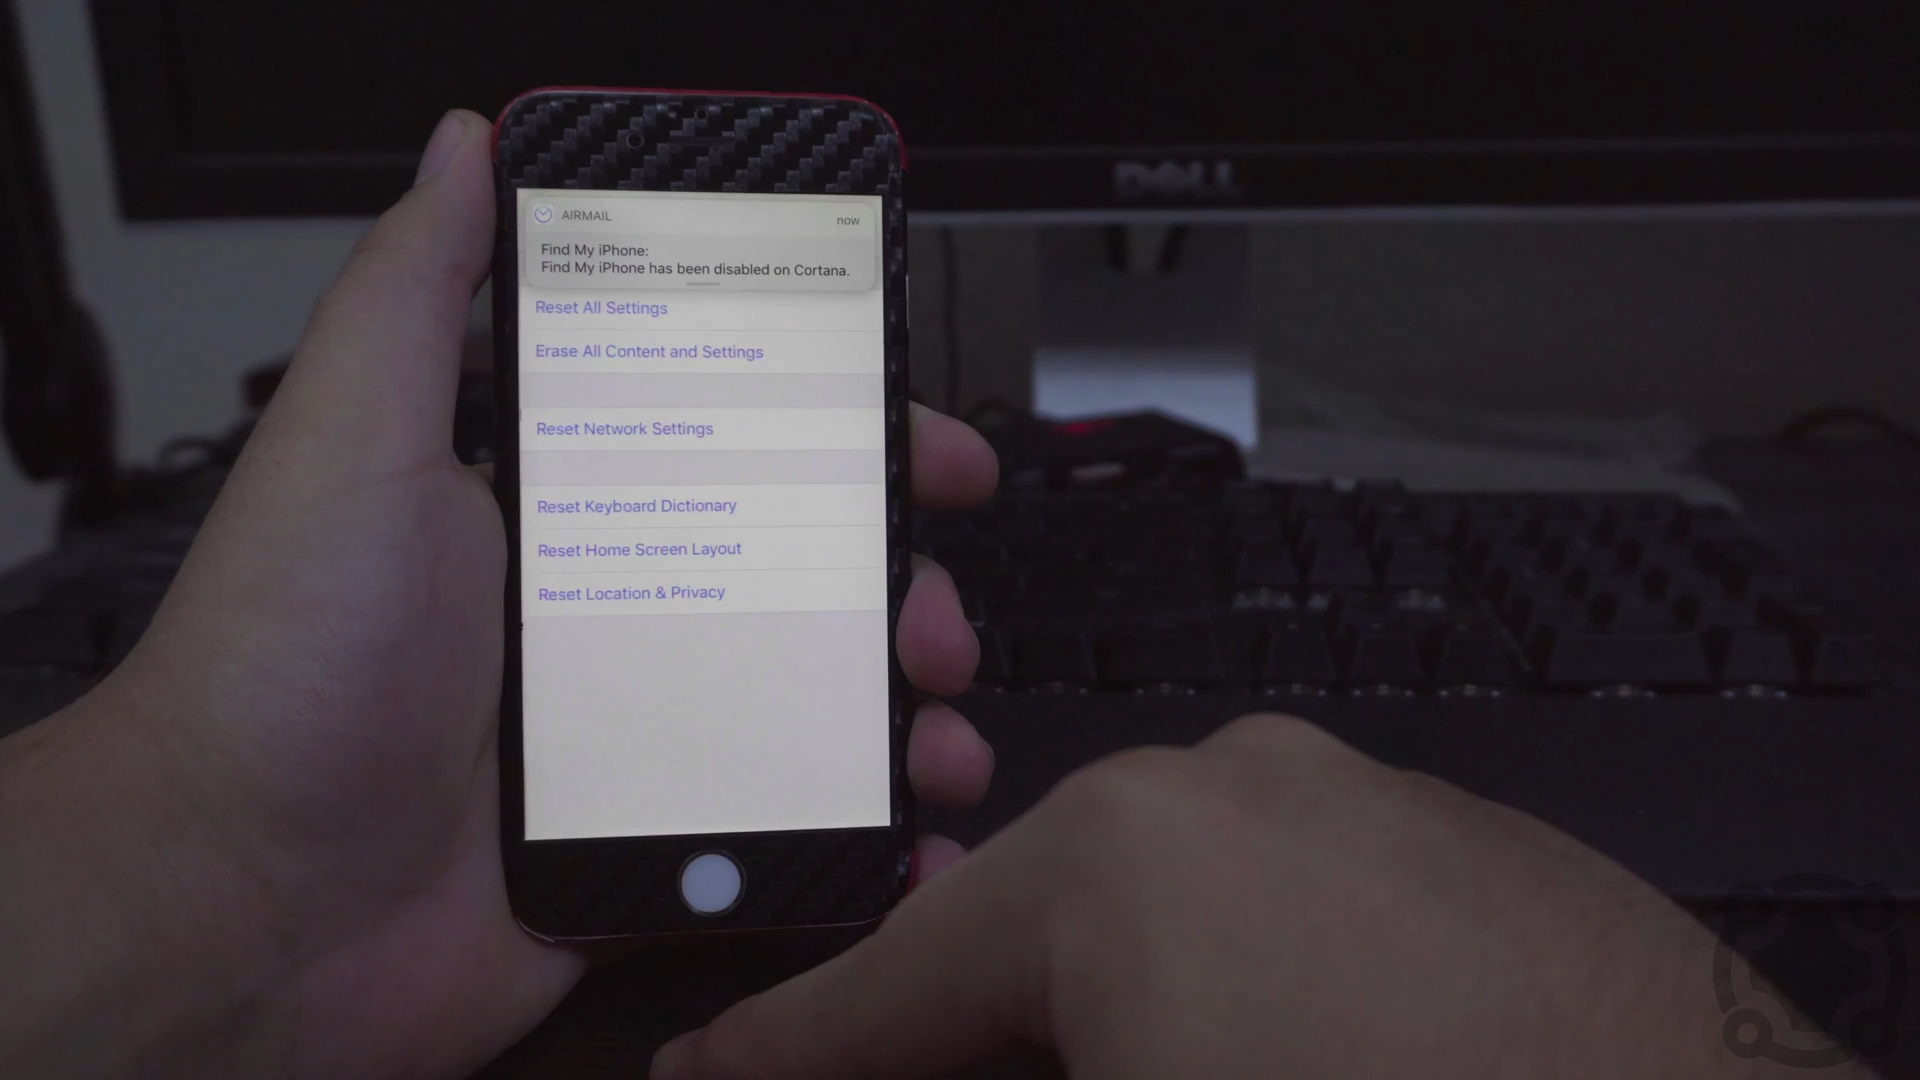 DELL
AIRMAIL now
Find My iPhone:
Find My iPhone has been disabled on Cortana.
Reset All Settings
Erase All Content and Settings
Reset Network Settings
Reset Keyboard Dictionary
Reset Home Screen Layout
Reset Location & Privacy